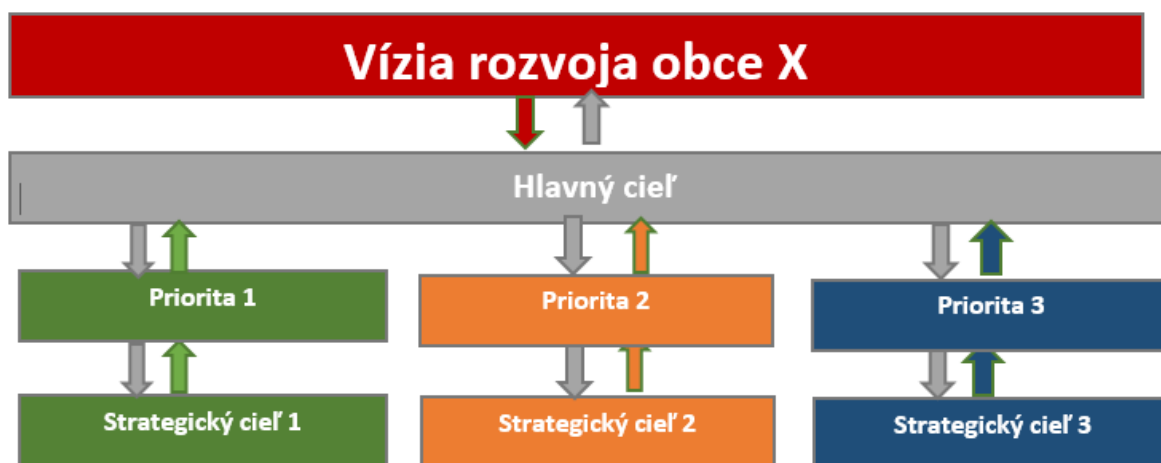 Vízia rozvoja obce X
Hlavný cieľ
Priorita 1
Priorita 2
Priorita 3
Strategický cieľ 1
Strategický cieľ 2
Strategický cieľ 3